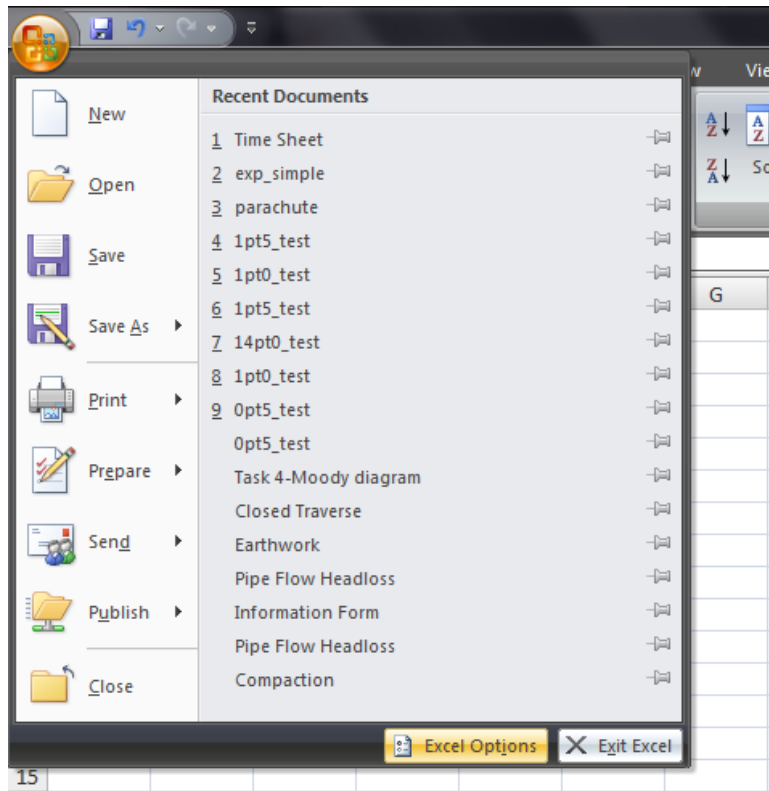 w Vie
New
Open
Save
Save As
Print
Prepare
Send
Publish
Close
Recent Documents
1 Time Sheet
2 exp_simple
3 parachute
4 1pt5_test
5 1pt0_test
6 1pt5_test
7 14pt0_test
8 1pt0_test
9 0pt5_test
0pt5_test
Task 4-Moody diagram
Closed Traverse
Earthwork
Pipe Flow Headloss
Information Form
Pipe Flow Headloss
Compaction
Excel Options
Exit Excel
A Z
A Z
Z A
So
G
15